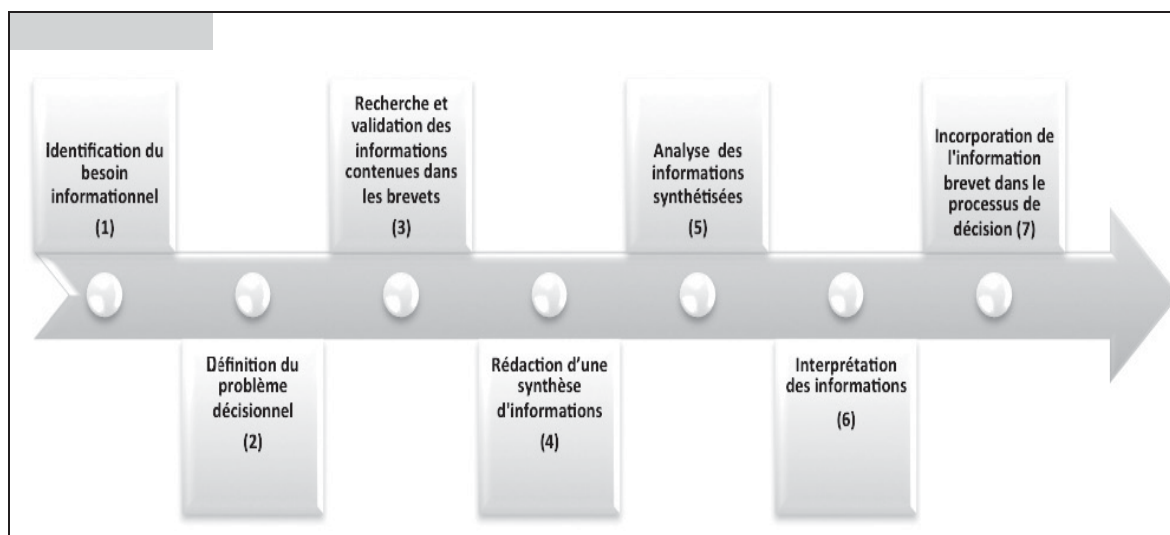 Identification du
besoin
informationnel
(1)
Définition du
problème
décisionnel
(2)
Recherche et
validation des
informations
contenues dans
les brevets
(3)
Rédaction d’une
synthèse
d'informations
(4)
Analyse des
informations
synthétisées
(5)
Interprétation
des informations
(6)
Incorporation de
l'information
brevet dans le
processus de
décision (7)